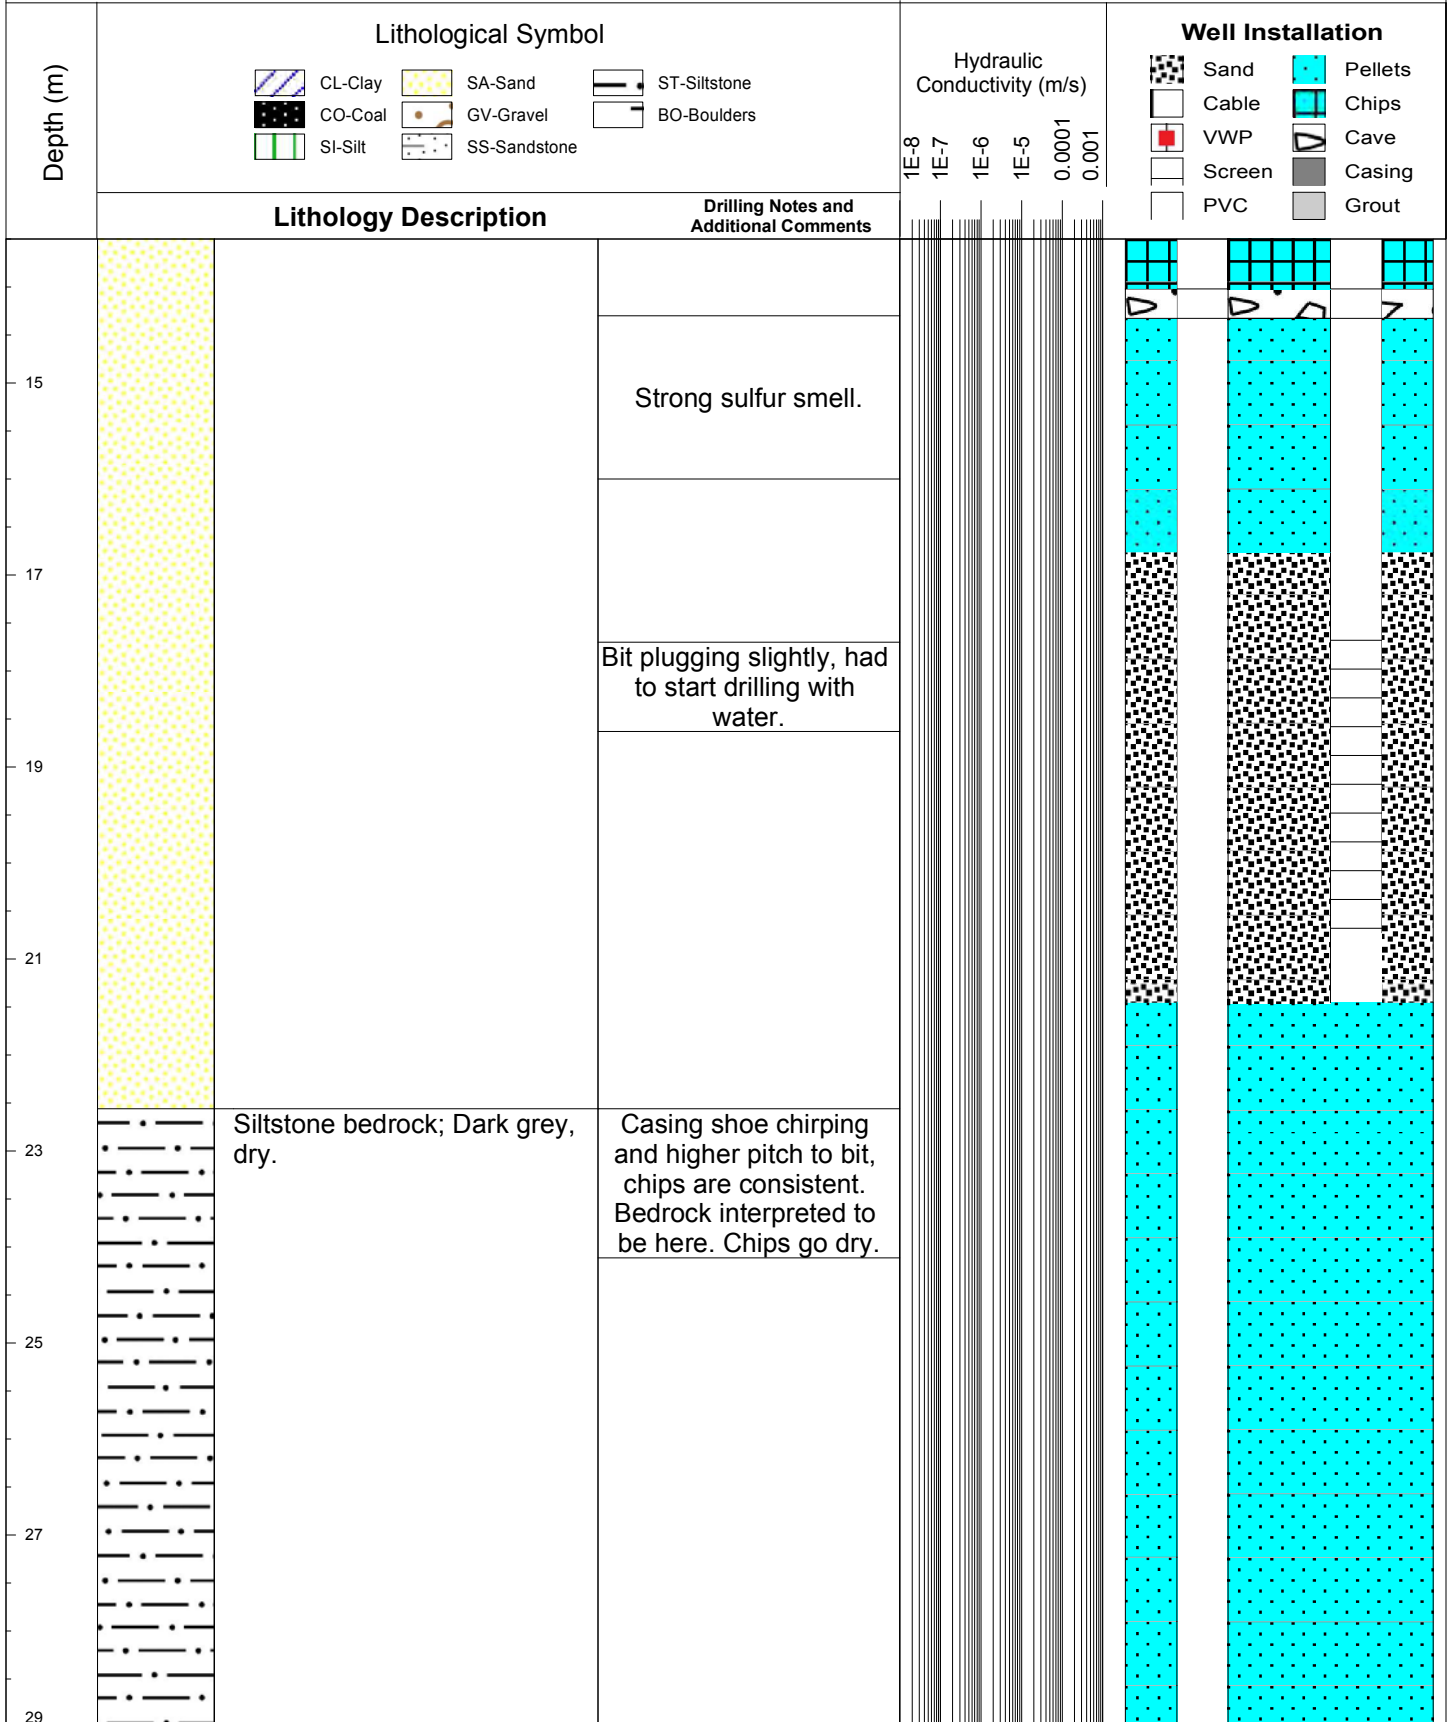 Depth (m)
Lithological Symbol
CL-Clay
SA-Sand
ST-Siltstone
CO-Coal
GV-Gravel
BO-Boulders
SI-Silt
SS-Sandstone
Lithology Description
Drilling Notes and
Additional Comments
Hydraulic
Conductivity (m/s)
1E-8
1E-7
1E-6
1E-5
0.0001
0.001
Well Installation
Sand
Pellets
Cable
Chips
VWP
Cave
Screen
Casing
PVC
Grout
15
Strong sulfur smell.
17
Bit plugging slightly, had
to start drilling with
water.
19
21
Siltstone bedrock; Dark grey,
dry.
Casing shoe chirping
and higher pitch to bit,
chips are consistent.
Bedrock interpreted to
be here. Chips go dry.
23
25
27
29